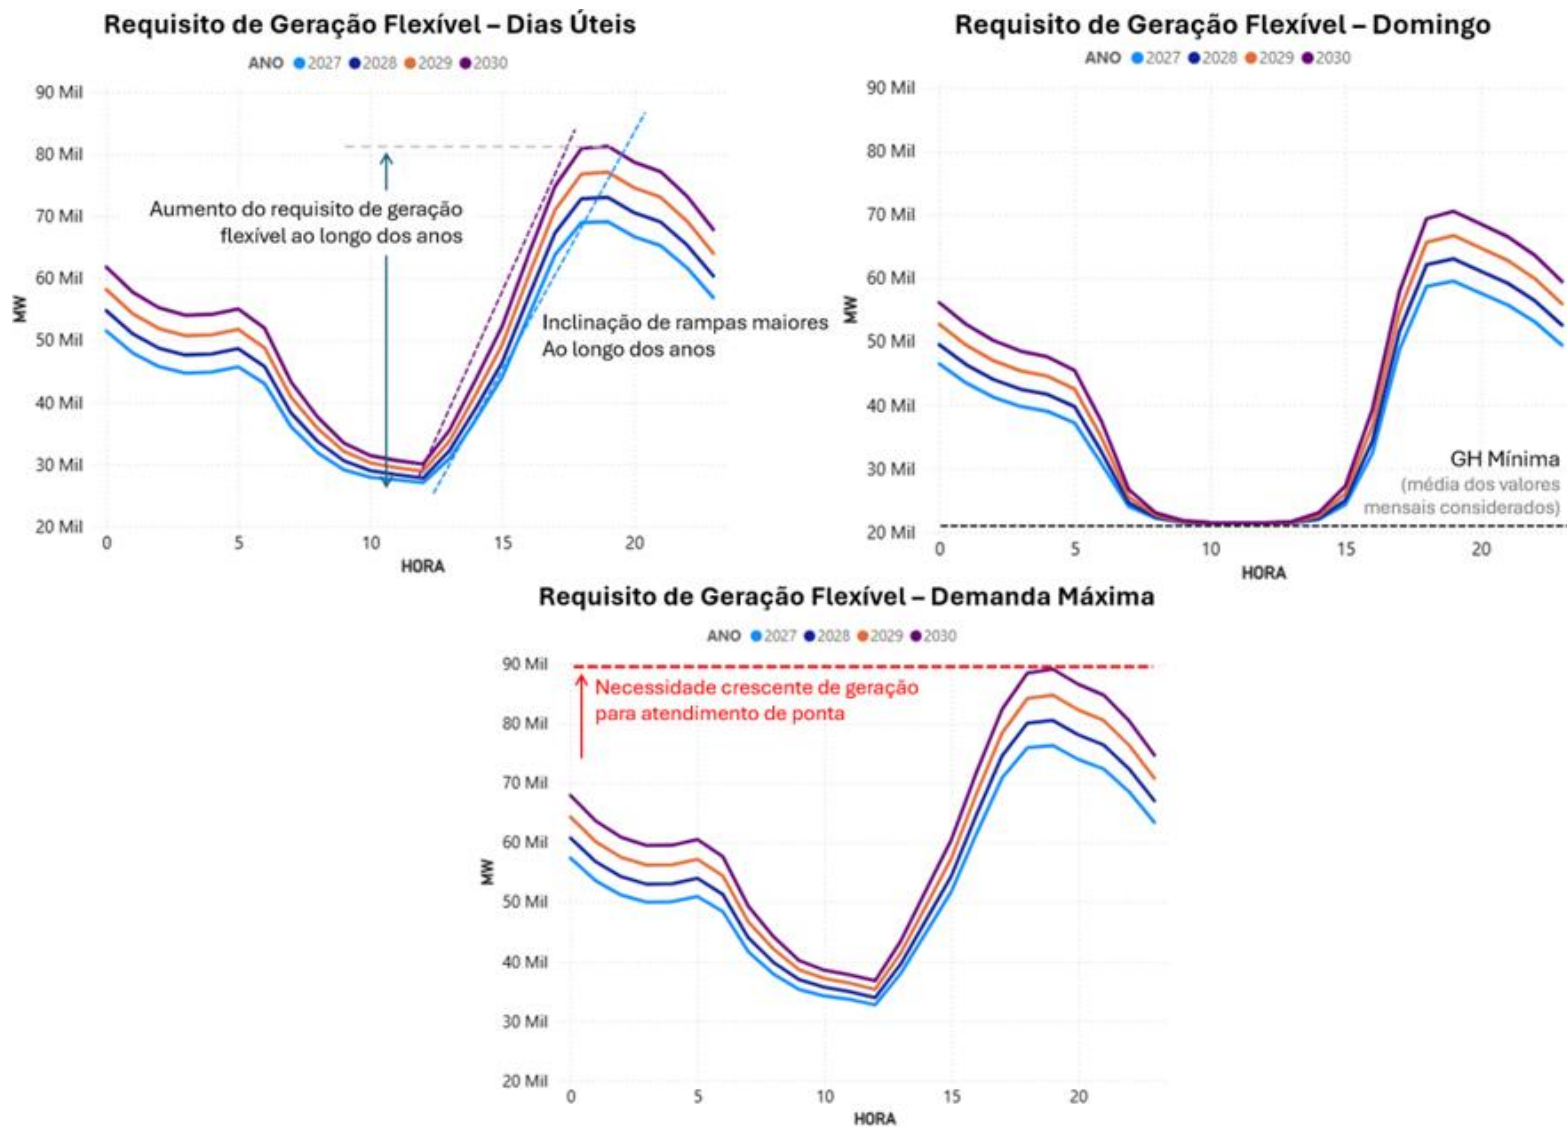 Requisito de Geração Flexível – Dias Úteis
ANO 2027 2028 2029 2030
90 Mil
80 Mil
70 Mil
60 Mil
50 Mil
40 Mil
30 Mil
20 Mil
MW
Aumento do requisito de geração
flexível ao longo dos anos
Inclinação de rampas maiores
Ao longo dos anos
0 5 10 15 20
HORA
Requisito de Geração Flexível – Domingo
ANO 2027 2028 2029 2030
90 Mil
80 Mil
70 Mil
60 Mil
50 Mil
40 Mil
30 Mil
20 Mil
MW
GH Mínima
(média dos valores
mensais considerados)
0 5 10 15 20
HORA
Requisito de Geração Flexível – Demanda Máxima
ANO 2027 2028 2029 2030
90 Mil
80 Mil
70 Mil
60 Mil
50 Mil
40 Mil
30 Mil
20 Mil
MW
Necessidade crescente de geração
para atendimento de ponta
0 5 10 15 20
HORA